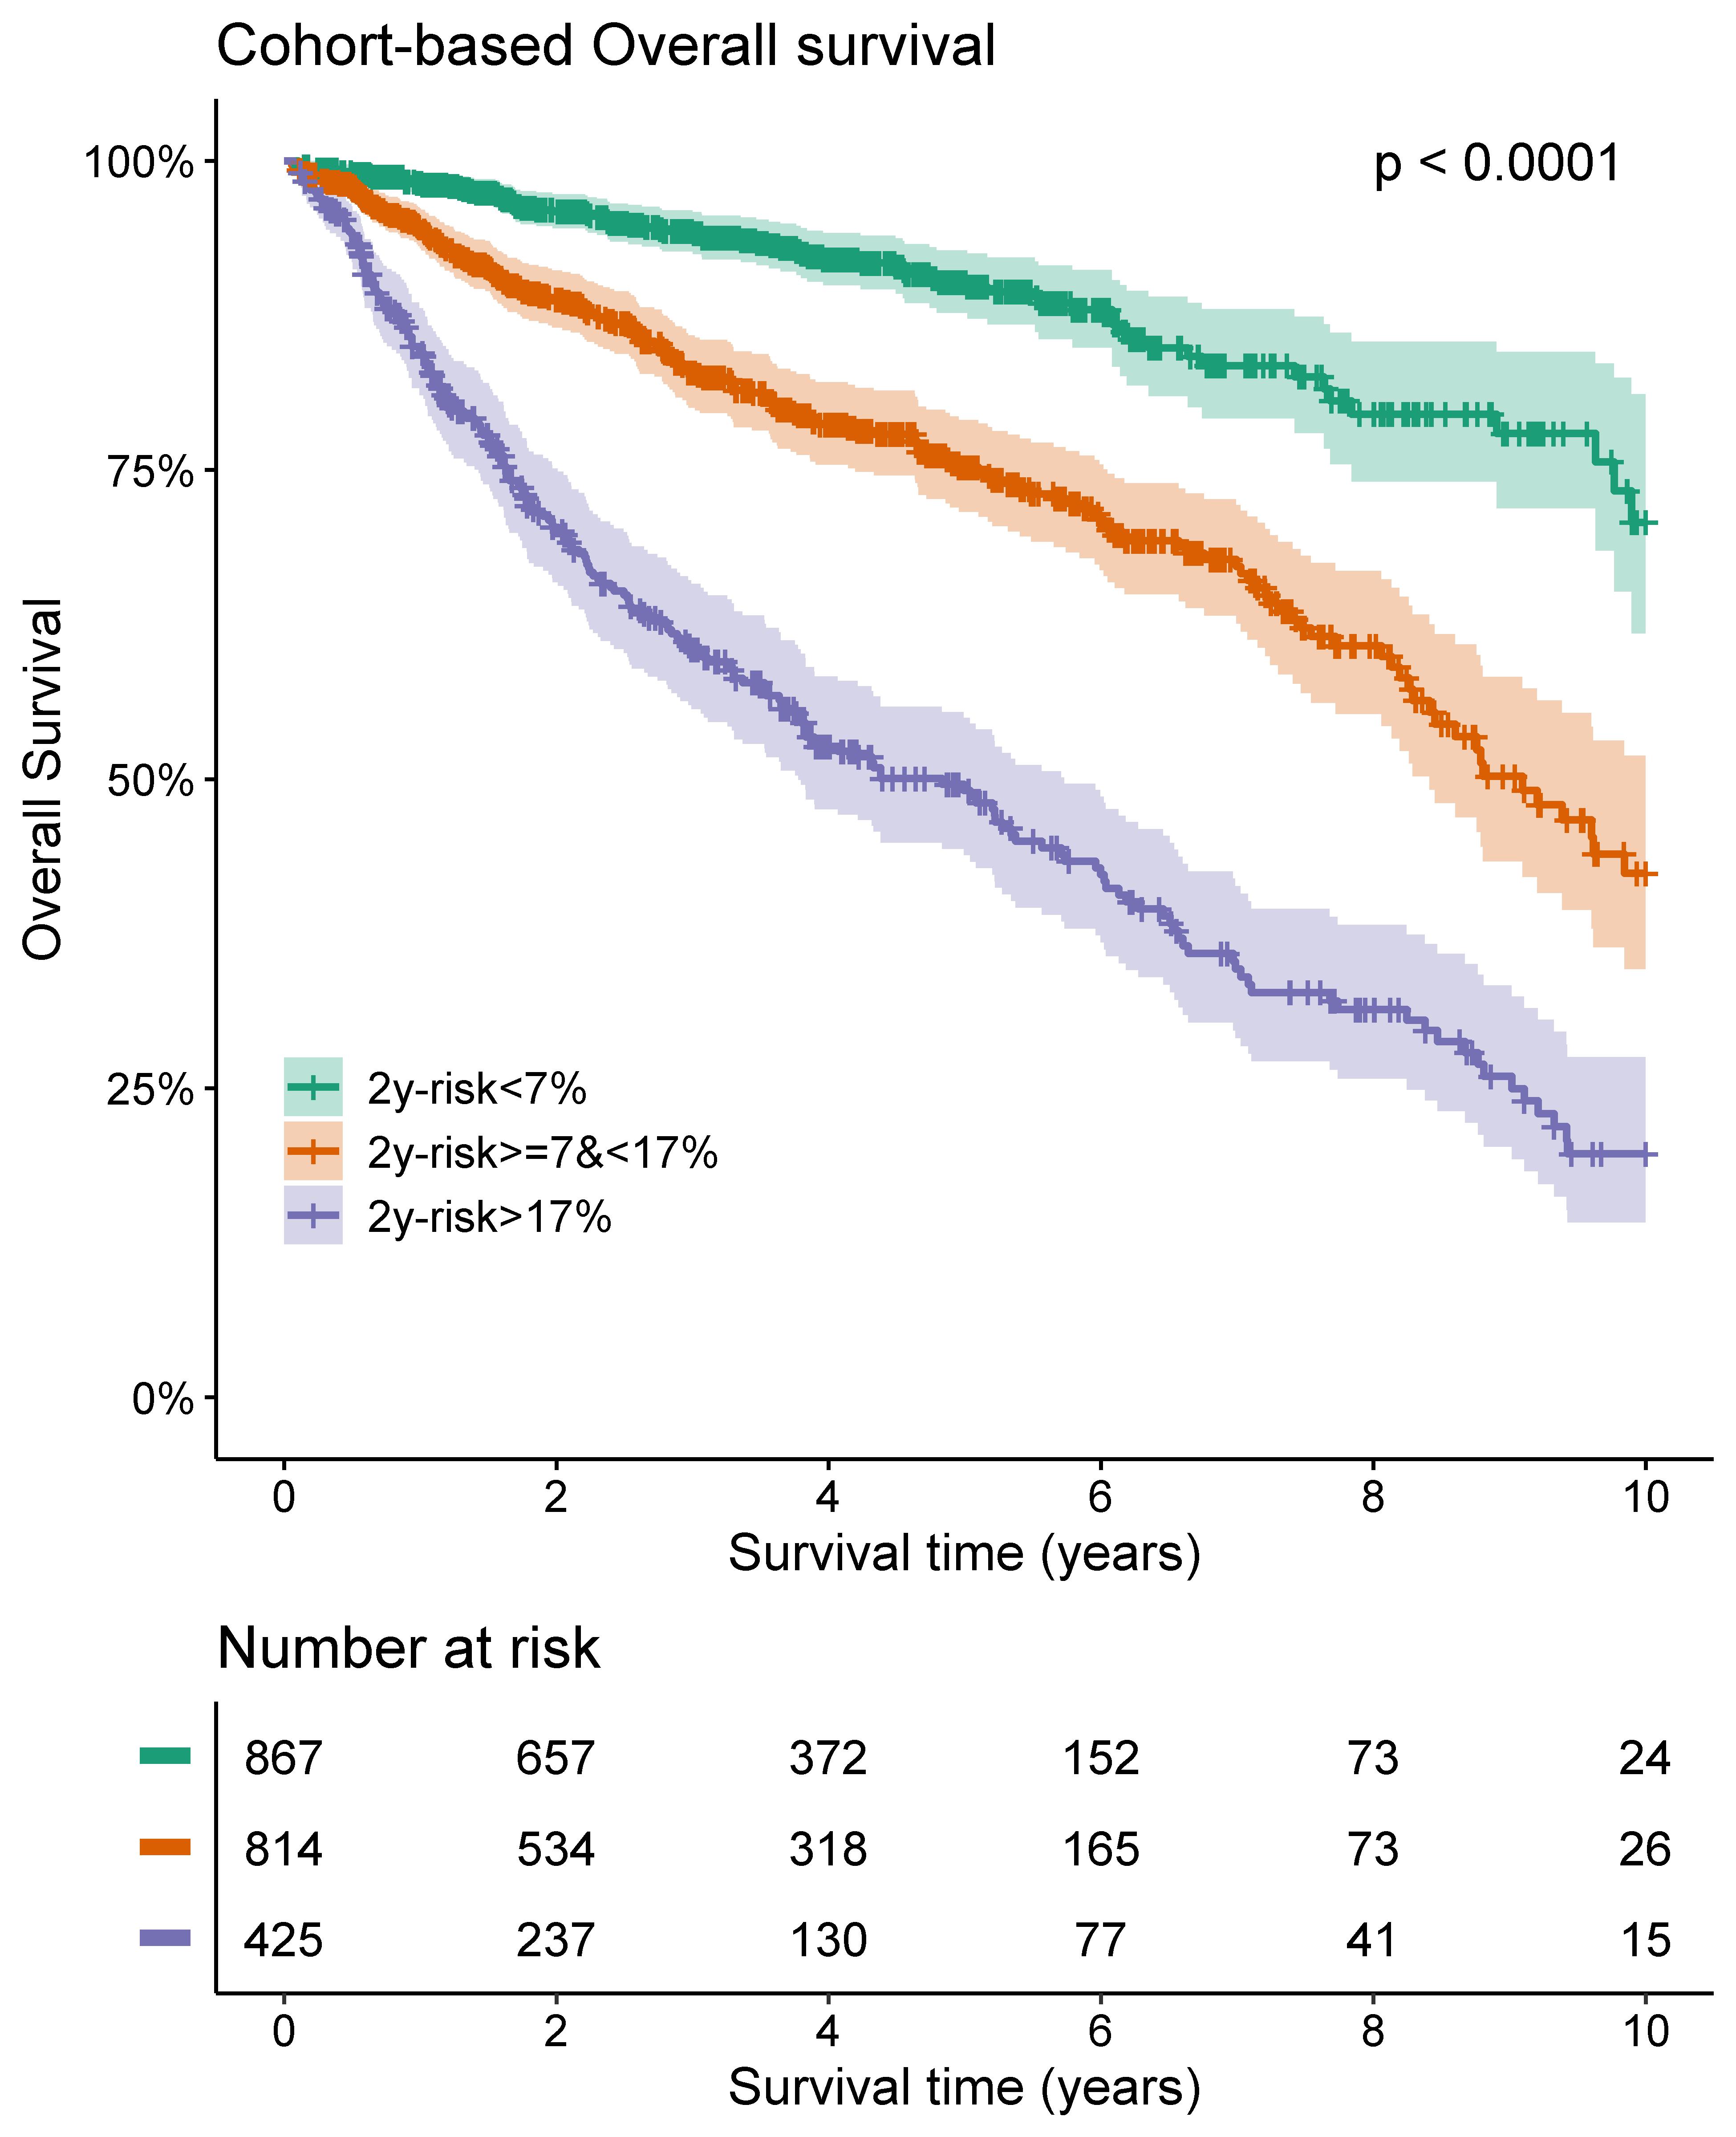 Cohort-based Overall survival
p < 0.0001
100%
75%
50%
25%
0%
Overall Survival
2y-risk<7%
2y-risk>=7&<17%
2y-risk>17%
0 2 4 6 8 10
Survival time (years)
Number at risk
867 657 372 152 73 24
814 534 318 165 73 26
425 237 130 77 41 15
0 2 4 6 8 10
Survival time (years)